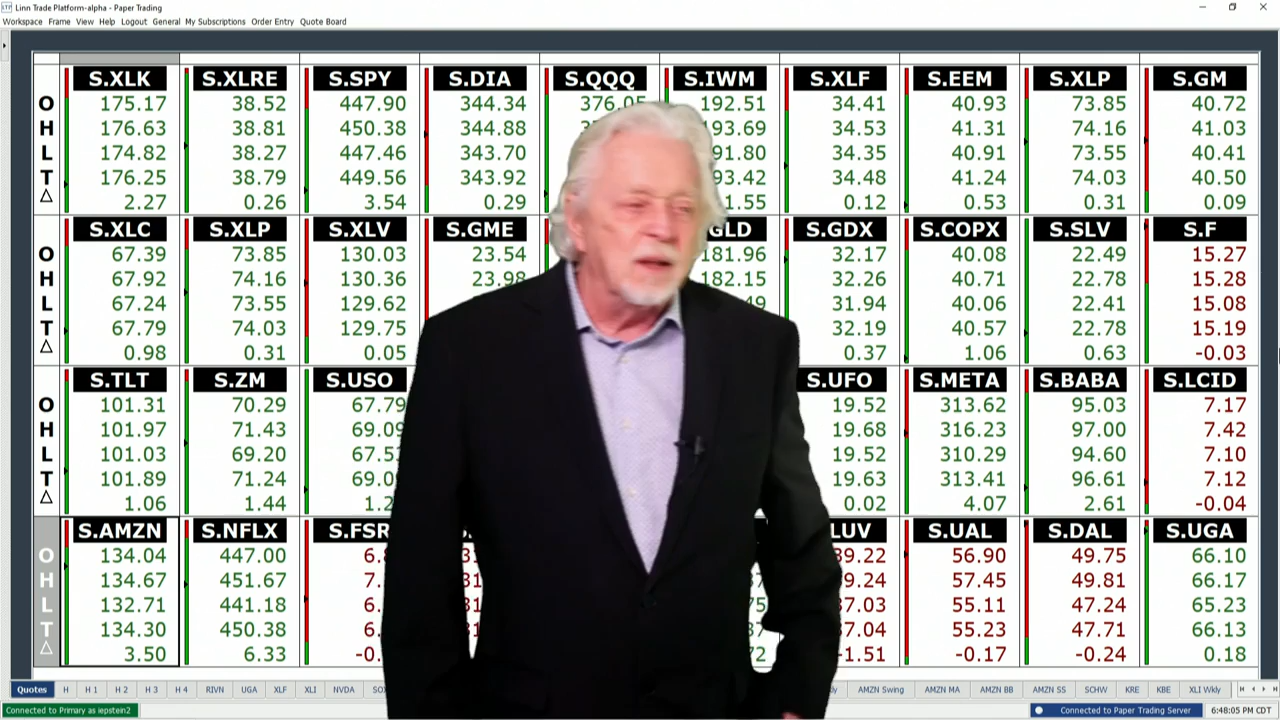 Linn Trade Platform-alpha - Paper Trading
Workspace Frame View Help Logout General My Subscriptions Order Entry Quote Board
S.XLK S.XLRE S.SPY S.DIA S.QQQ S.IWM S.XLF S.EEM S.XLP S.GM
O 175.17 38.52 447.90 344.34 376.05 192.51 34.41 40.93 73.85 40.72
H 176.63 38.81 450.38 344.88 193.69 34.53 41.31 74.16 41.03
L 174.82 38.27 447.46 343.70 34.35 40.91 73.55 40.41
T 176.25 38.79 449.56 343.92 34.48 41.24 74.03 40.50
△ 2.27 0.26 3.54 0.29 0.12 0.53 0.31 0.09
S.XLC S.XLP S.XLV S.GME GLD S.GDX S.COPX S.SLV S.F
O 67.39 73.85 130.03 23.54 181.96 32.17 40.08 22.49 15.27
H 67.92 74.16 130.36 23.98 182.15 32.26 40.71 22.78 15.28
L 67.24 73.55 129.62 31.94 40.06 22.41 15.08
T 67.79 74.03 129.75 32.19 40.57 22.78 15.19
△ 0.98 0.31 0.05 0.37 1.06 0.63 -0.03
S.TLT S.ZM S.USO S.UFO S.META S.BABA S.LCID
O 101.31 70.29 67.79 19.52 313.62 95.03 7.17
H 101.97 71.43 69.09 19.68 316.23 97.00 7.42
L 101.03 69.20 19.52 310.29 94.60 7.10
T 101.89 71.24 19.63 313.41 96.61 7.12
△ 1.06 1.44 0.02 4.07 2.61 -0.04
S.AMZN S.NFLX S.FSR LUV S.UAL S.DAL S.UGA
O 134.04 447.00 56.90 49.75 66.10
H 134.67 451.67 57.45 49.81 66.17
L 132.71 441.18 55.11 47.24 65.23
T 134.30 450.38 55.23 47.71 66.13
△ 3.50 6.33 -1.51 -0.17 -0.24 0.18
Quotes H H 1 H 2 H 3 H 4 RIVN UGA XLF XLI NVDA AMZN Swing AMZN MA AMZN BB AMZN SS SCHW KRE KBE XLI Wkly
Connected to Primary as iepstein2 Connected to Paper Trading Server 6:48:05 PM CDT